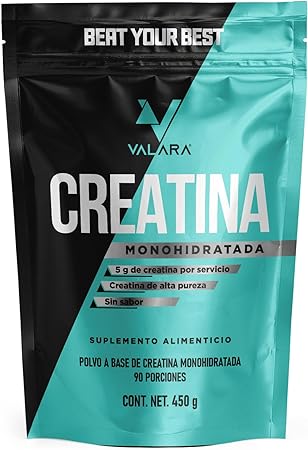 BEAT YOUR BEST
VALARA®
CREATINA
MONOHIDRATADA
5 g de creatina por servicio
Creatina de alta pureza
Sin sabor
SUPLEMENTO ALIMENTICIO
POLVO A BASE DE CREATINA MONOHIDRATADA
90 PORCIONES
CONT. NET. 450 g